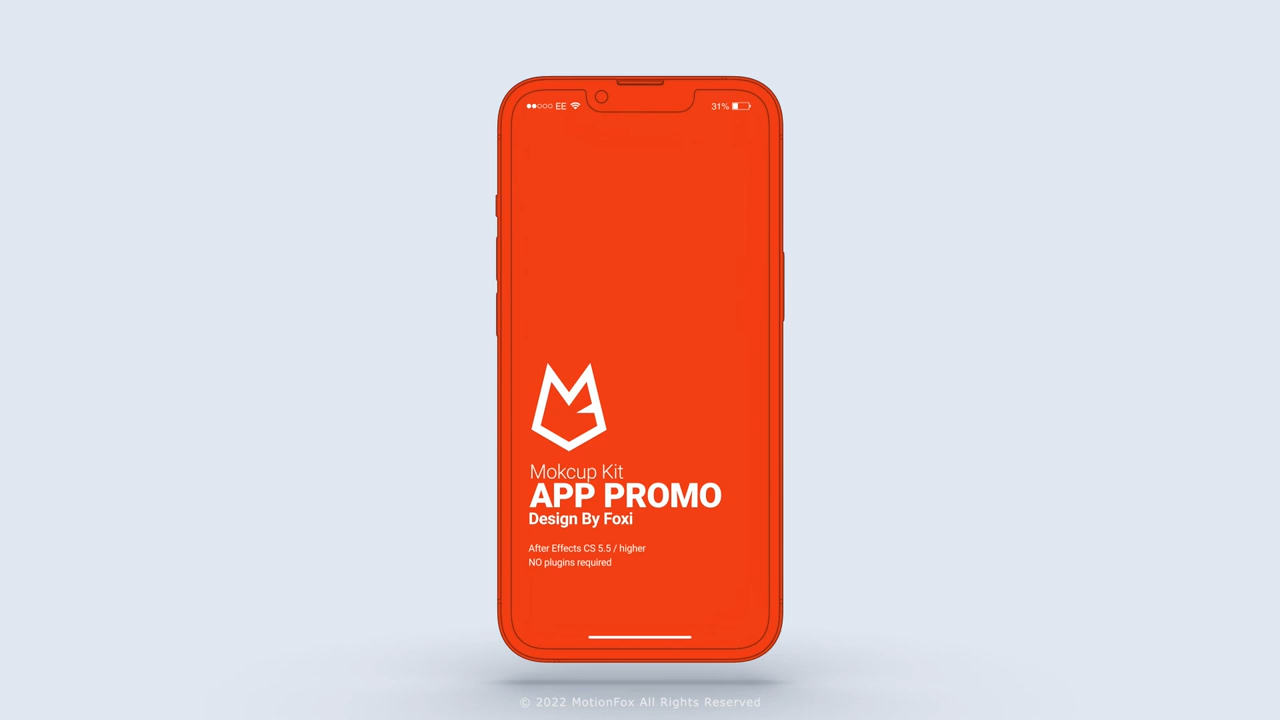 EE 31%
Mokcup Kit
APP PROMO
Design By Foxi
After Effects CS 5.5 / higher
NO plugins required
© 2022 MotionFox All Rights Reserved